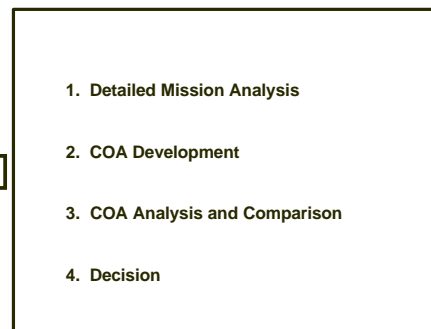 1. Detailed Mission Analysis
2. COA Development
3. COA Analysis and Comparison
4. Decision